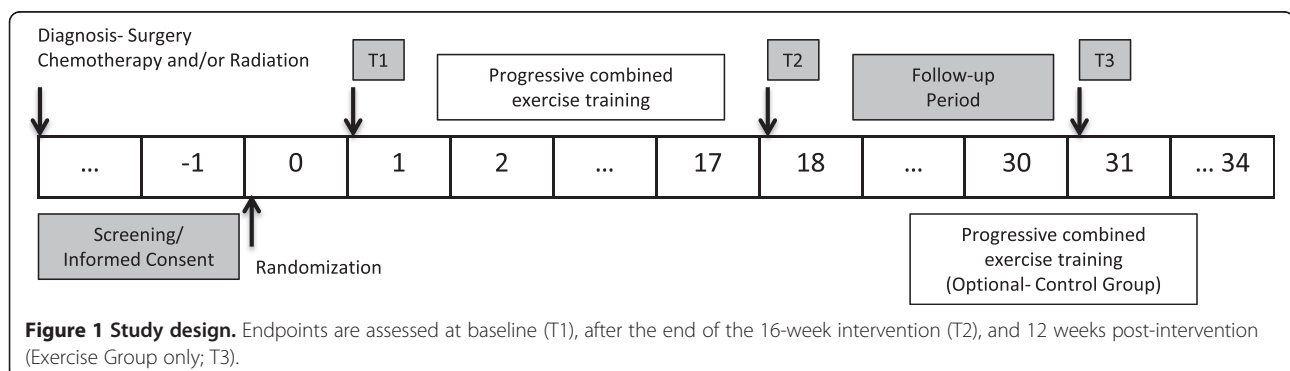 Diagnosis- Surgery
Chemotherapy and/or Radiation
T1
Progressive combined
exercise training
T2
Follow-up
Period
T3
... -1 0 1 2 ... 17 18 ... 30 31 ... 34
Screening/
Informed Consent
Randomization
Progressive combined
exercise training
(Optional- Control Group)
Figure 1 Study design. Endpoints are assessed at baseline (T1), after the end of the 16-week intervention (T2), and 12 weeks post-intervention
(Exercise Group only; T3).